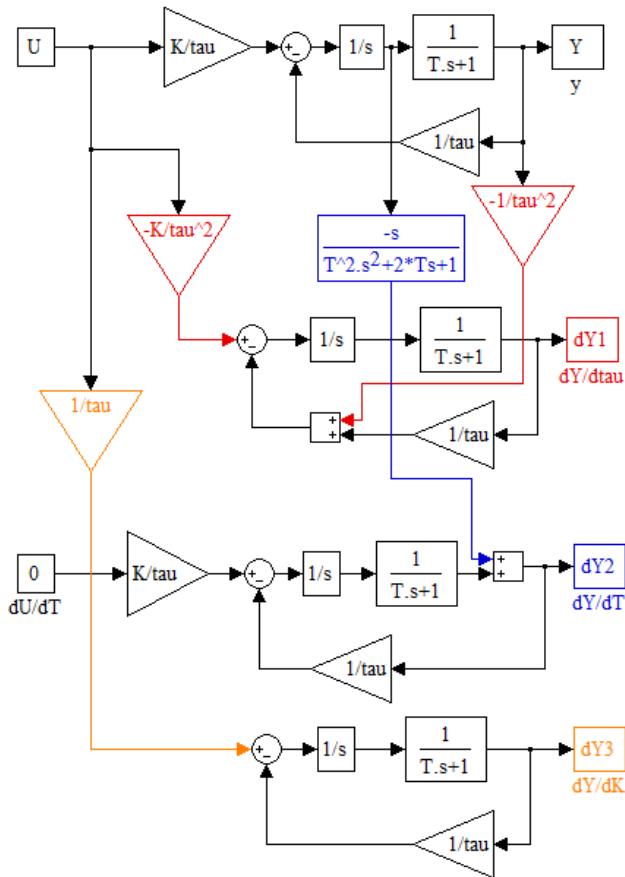 U
K/tau
+
-
1/s
1
T.s+1
Y
y
1/tau
-K/tau^2
-s
T^2.s2+2*Ts+1
-1/tau^2
+
-
1/s
1
T.s+1
dY1
dY/dtau
1/tau
+
+
1/tau
0
dU/dT
K/tau
+
-
1/s
1
T.s+1
+
+
dY2
dY/dT
1/tau
+
-
1/s
1
T.s+1
dY3
dY/dK
1/tau